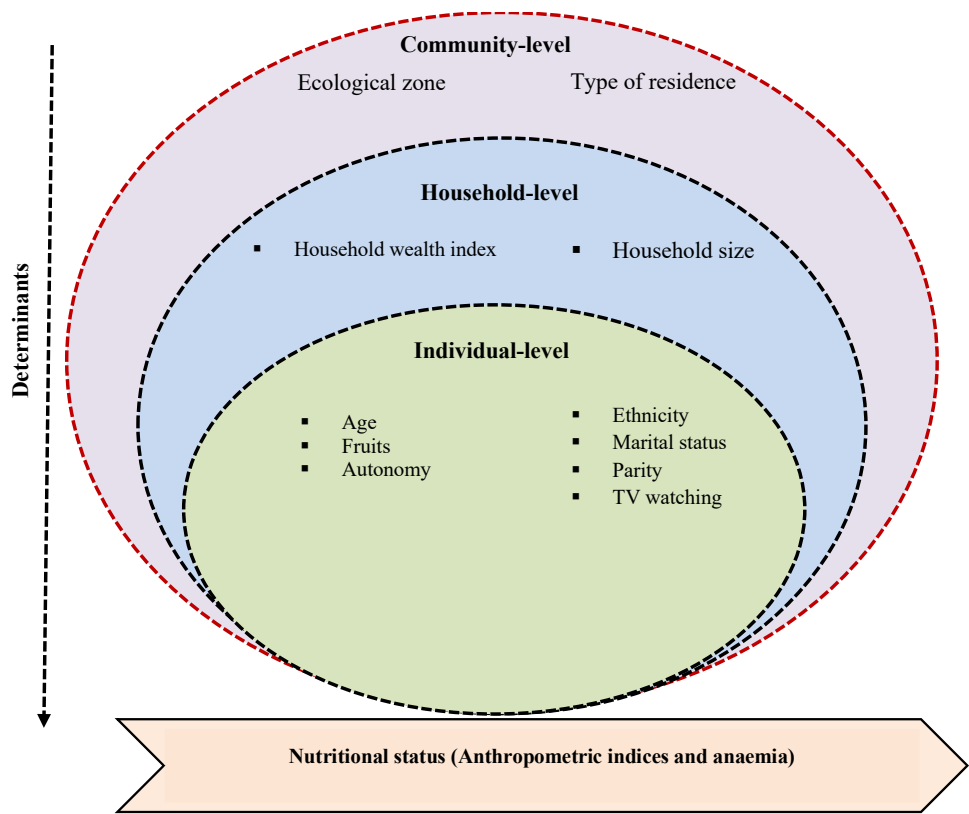 Community-level
Ecological zone
Type of residence
Household-level
▪ Household wealth index
▪ Household size
Determinants
Individual-level
▪ Age
▪ Fruits
▪ Autonomy
▪ Ethnicity
▪ Marital status
▪ Parity
▪ TV watching
Nutritional status (Anthropometric indices and anaemia)